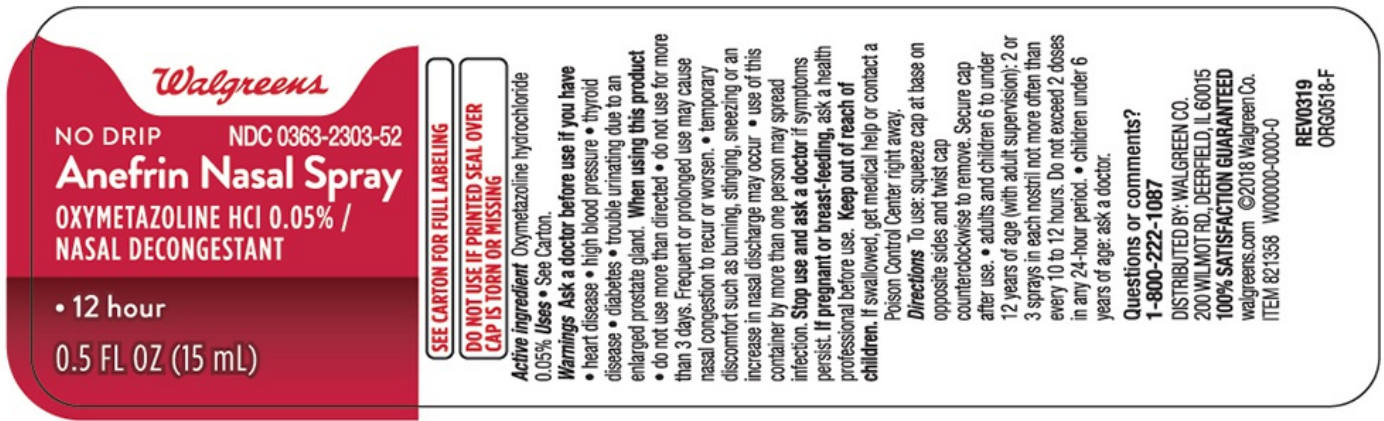 Walgreens
NO DRIP NDC 0363-2303-52
Anefrin Nasal Spray
OXYMETAZOLINE HCl 0.05% /
NASAL DECONGESTANT
• 12 hour
0.5 FL OZ (15 mL)
SEE CARTON FOR FULL LABELING
DO NOT USE IF PRINTED SEAL OVER
CAP IS TORN OR MISSING
Active ingredient Oxymetazoline hydrochloride
0.05% Uses • See Carton.
Warnings Ask a doctor before use if you have
• heart disease • high blood pressure • thyroid
disease • diabetes • trouble urinating due to an
enlarged prostate gland. When using this product
• do not use more than directed • do not use for more
than 3 days. Frequent or prolonged use may cause
nasal congestion to recur or worsen. • temporary
discomfort such as burning, stinging, sneezing or an
increase in nasal discharge may occur • use of this
container by more than one person may spread
infection. Stop use and ask a doctor if symptoms
persist. If pregnant or breast-feeding, ask a health
professional before use. Keep out of reach of
children. If swallowed, get medical help or contact a
Poison Control Center right away.
Directions To use: squeeze cap at base on
opposite sides and twist cap
counterclockwise to remove. Secure cap
after use. • adults and children 6 to under
12 years of age (with adult supervision): 2 or
3 sprays in each nostril not more often than
every 10 to 12 hours. Do not exceed 2 doses
in any 24-hour period. • children under 6
years of age: ask a doctor.
Questions or comments?
1-800-222-1087
DISTRIBUTED BY: WALGREEN CO.
200 WILMOT RD., DEERFIELD, IL 60015
100% SATISFACTION GUARANTEED
walgreens.com ©2018 Walgreen Co.
ITEM 821358 W00000-0000-0
REV0319
ORG0518-F